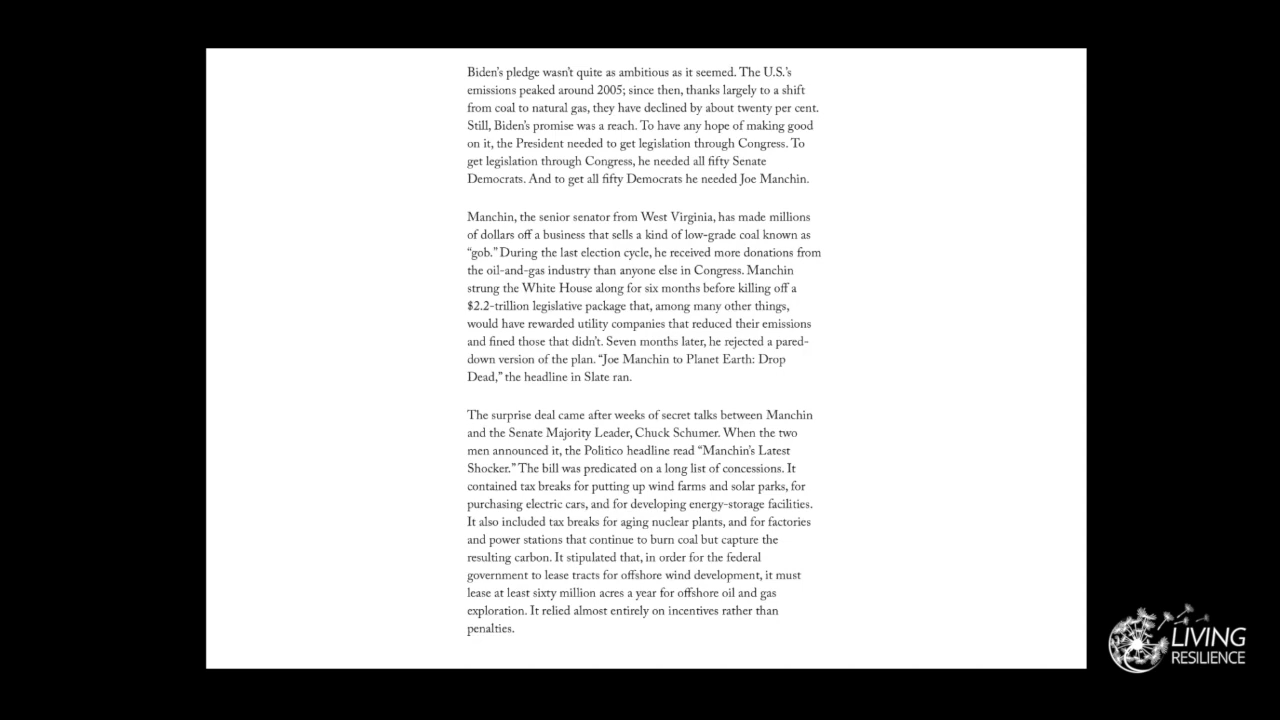 Biden's pledge wasn't quite as ambitious as it seemed. The U.S.'s
emissions peaked around 2005; since then, thanks largely to a shift
from coal to natural gas, they have declined by about twenty per cent.
Still, Biden's promise was a reach. To have any hope of making good
on it, the President needed to get legislation through Congress. To
get legislation through Congress, he needed all fifty Senate
Democrats. And to get all fifty Democrats he needed Joe Manchin.
Manchin, the senior senator from West Virginia, has made millions
of dollars off a business that sells a kind of low-grade coal known as
“gob.” During the last election cycle, he received more donations from
the oil-and-gas industry than anyone else in Congress. Manchin
strung the White House along for six months before killing off a
$2.2-trillion legislative package that, among many other things,
would have rewarded utility companies that reduced their emissions
and fined those that didn't. Seven months later, he rejected a pared-
down version of the plan. “Joe Manchin to Planet Earth: Drop
Dead,” the headline in Slate ran.
The surprise deal came after weeks of secret talks between Manchin
and the Senate Majority Leader, Chuck Schumer. When the two
men announced it, the Politico headline read “Manchin's Latest
Shocker.” The bill was predicated on a long list of concessions. It
contained tax breaks for putting up wind farms and solar parks, for
purchasing electric cars, and for developing energy-storage facilities.
It also included tax breaks for aging nuclear plants, and for factories
and power stations that continue to burn coal but capture the
resulting carbon. It stipulated that, in order for the federal
government to lease tracts for offshore wind development, it must
lease at least sixty million acres a year for offshore oil and gas
exploration. It relied almost entirely on incentives rather than
penalties.
LIVING
RESILIENCE